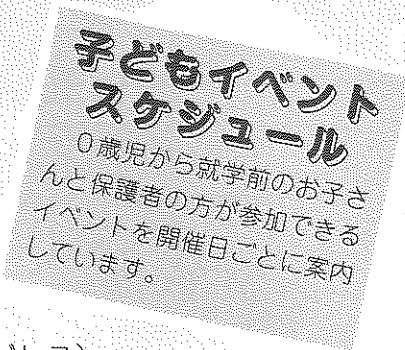 子どもイベント
スケジュール
０歳児から就学前のお子さ
んと保護者の方が参加できる
イベントを開催日ごとに案内
しています。